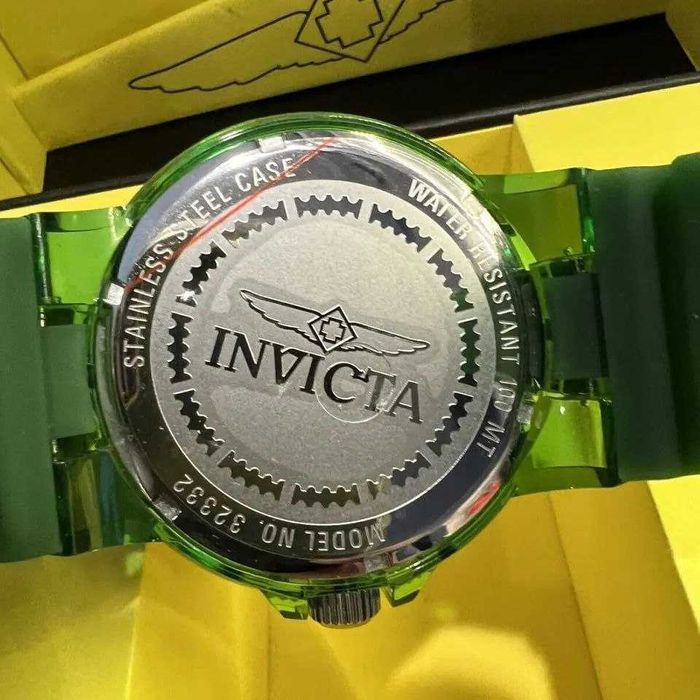 STAINLESS STEEL CASE
WATER RESISTANT 100 MT
INVICTA
MODEL NO. 32332